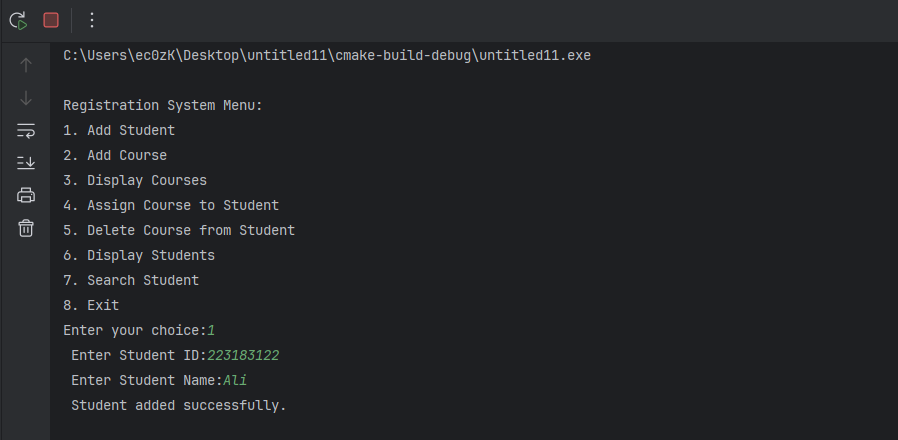 C:\Users\ec0zK\Desktop\untitled11\cmake-build-debug\untitled11.exe
Registration System Menu:
1. Add Student
2. Add Course
3. Display Courses
4. Assign Course to Student
5. Delete Course from Student
6. Display Students
7. Search Student
8. Exit
Enter your choice:1
Enter Student ID:223183122
Enter Student Name:Ali
Student added successfully.